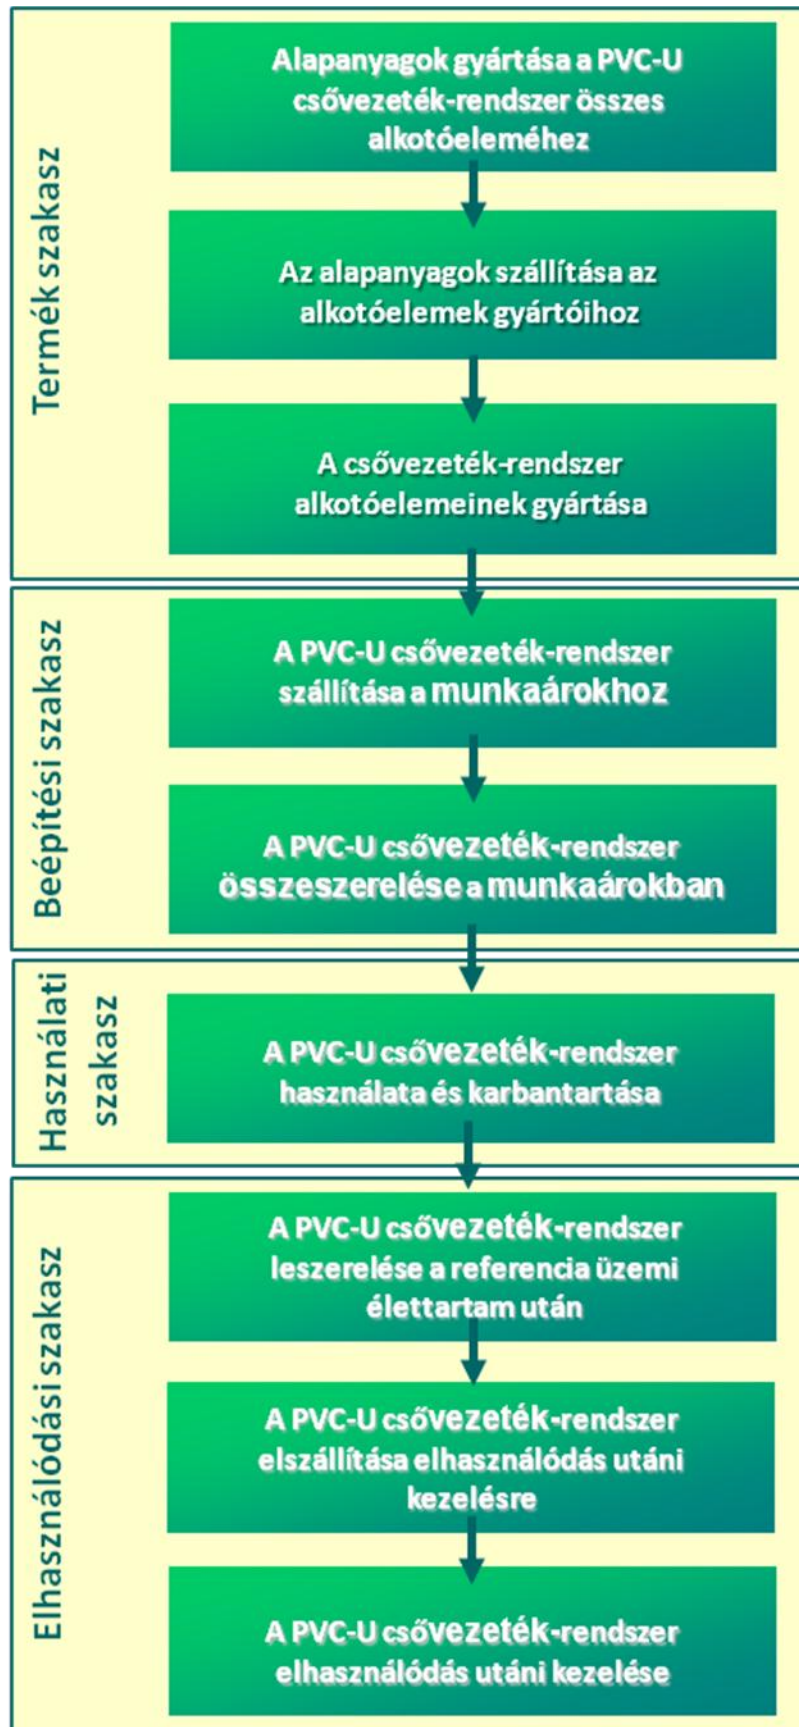 Termék szakasz
Alapanyagok gyártása a PVC-U
csővezeték-rendszer összes
alkotóeleméhez
Az alapanyagok szállítása az
alkotóelemek gyártóihoz
A csővezeték-rendszer
alkotóelemeinek gyártása
Beépítési szakasz
A PVC-U csővezeték-rendszer
szállítása a munkaárokhoz
A PVC-U csővezeték-rendszer
összeszerelése a munkaárokban
Használati
szakasz
A PVC-U csővezeték-rendszer
használata és karbantartása
Elhasználódási szakasz
A PVC-U csővezeték-rendszer
leszerelése a referencia üzemi
élettartam után
A PVC-U csővezeték-rendszer
elszállítása elhasználódás utáni
kezelésre
A PVC-U csővezeték-rendszer
elhasználódás utáni kezelése